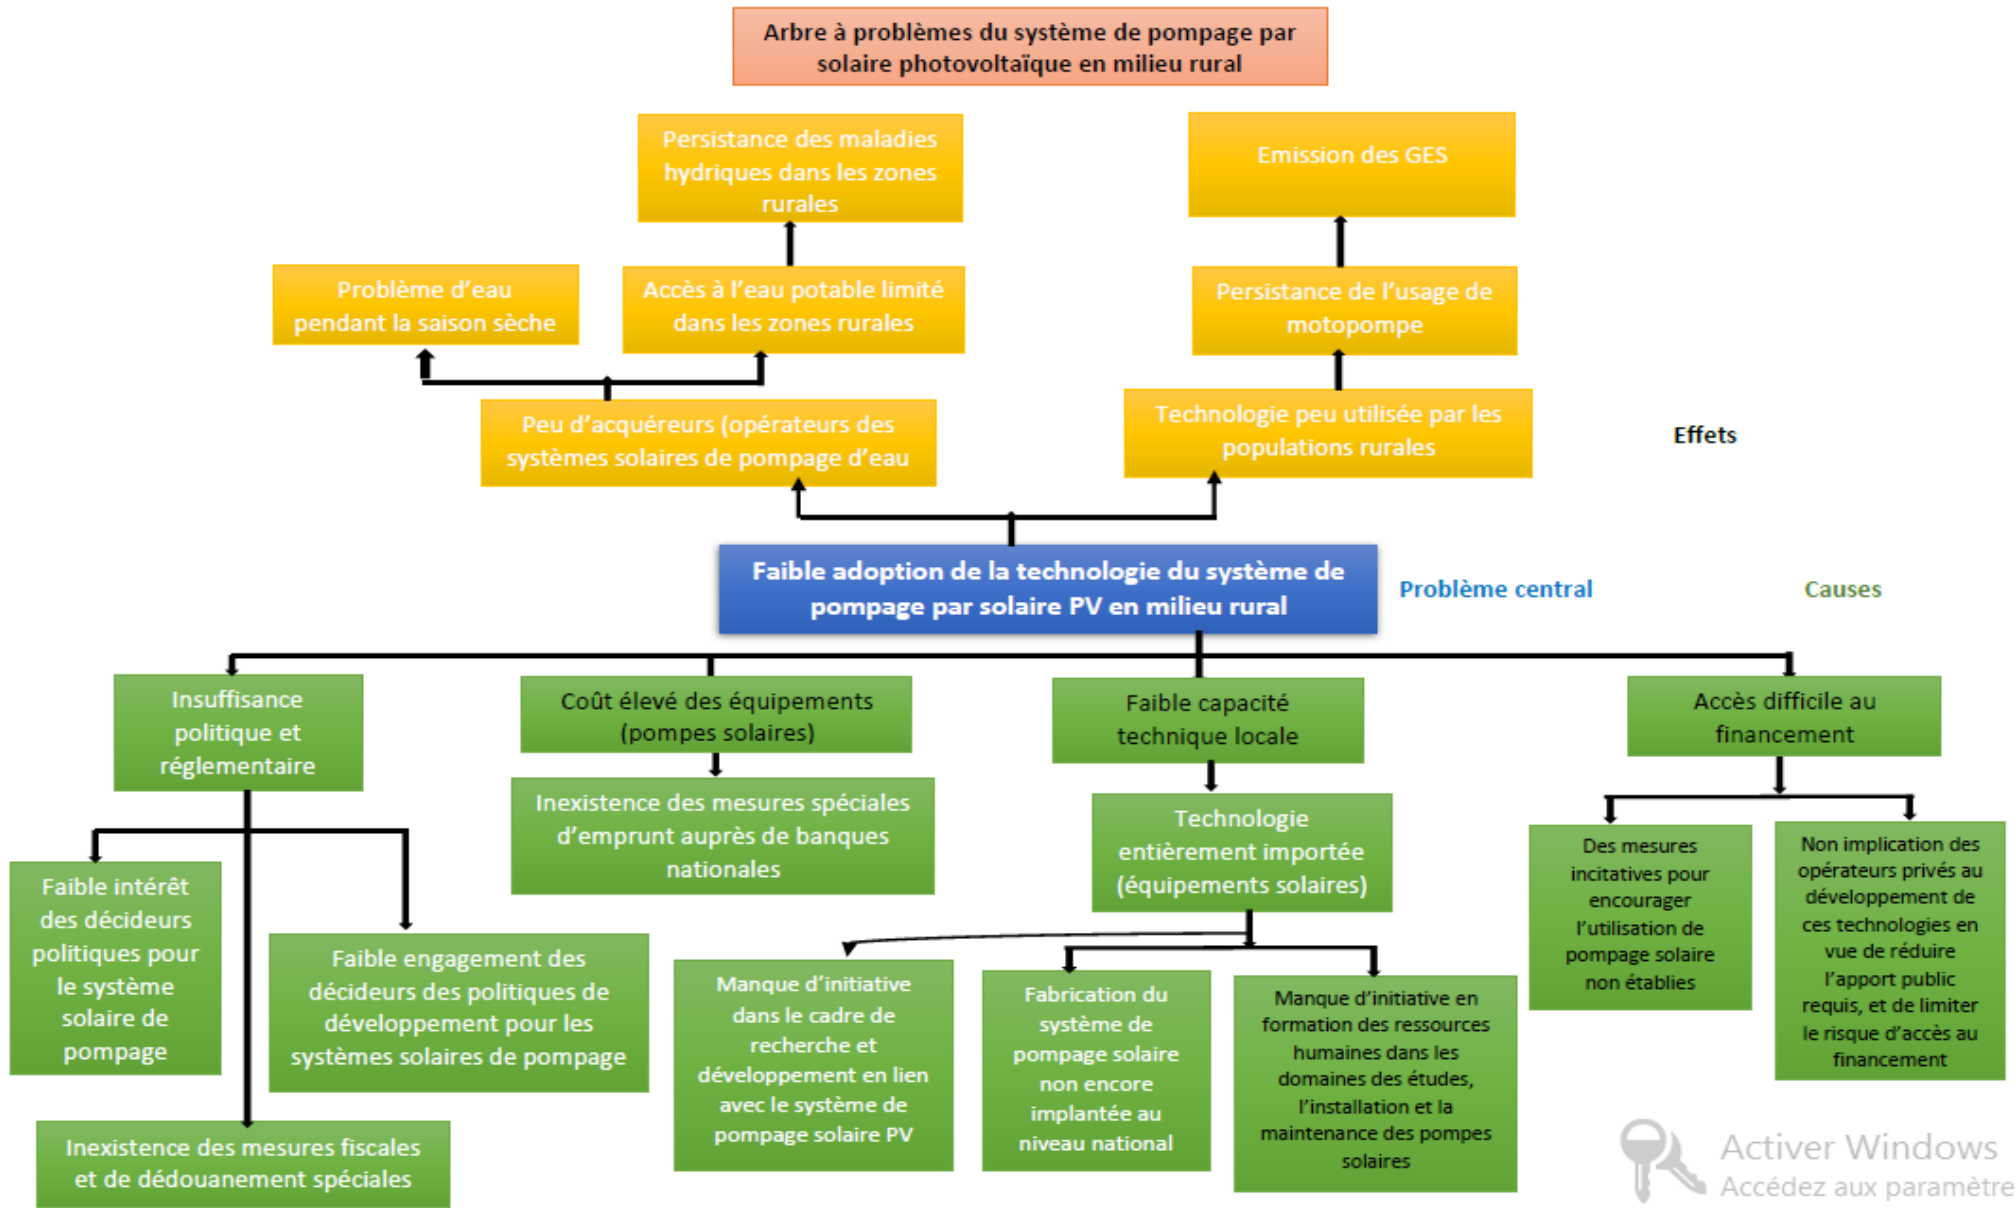 Arbre à problèmes du système de pompage par
solaire photovoltaïque en milieu rural
Persistance des maladies
hydriques dans les zones
rurales
Emission des GES
Problème d'eau
pendant la saison sèche
Accès à l'eau potable limité
dans les zones rurales
Persistance de l'usage de
motopompe
Peu d'acquéreurs (opérateurs des
systèmes solaires de pompage d'eau
Technologie peu utilisée par les
populations rurales
Effets
Faible adoption de la technologie du système de
pompage par solaire PV en milieu rural
Problème central
Causes
Insuffisance
politique et
réglementaire
Coût élevé des équipements
(pompes solaires)
Faible capacité
technique locale
Accès difficile au
financement
Inexistence des mesures spéciales
d'emprunt auprès de banques
nationales
Technologie
entièrement importée
(équipements solaires)
Des mesures
incitatives pour
encourager
l'utilisation de
pompage solaire
non établies
Non implication des
opérateurs privés au
développement de
ces technologies en
vue de réduire
l'apport public
requis, et de limiter
le risque d'accès au
financement
Faible intérêt
des décideurs
politiques pour
le système
solaire de
pompage
Faible engagement des
décideurs des politiques de
développement pour les
systèmes solaires de pompage
Manque d'initiative
dans le cadre de
recherche et
développement en lien
avec le système de
pompage solaire PV
Fabrication du
système de
pompage solaire
non encore
implantée au
niveau national
Manque d'initiative en
formation des ressources
humaines dans les
domaines des études,
l'installation et la
maintenance des pompes
solaires
Inexistence des mesures fiscales
et de dédouanement spéciales
Activer Windows
Accédez aux paramètre